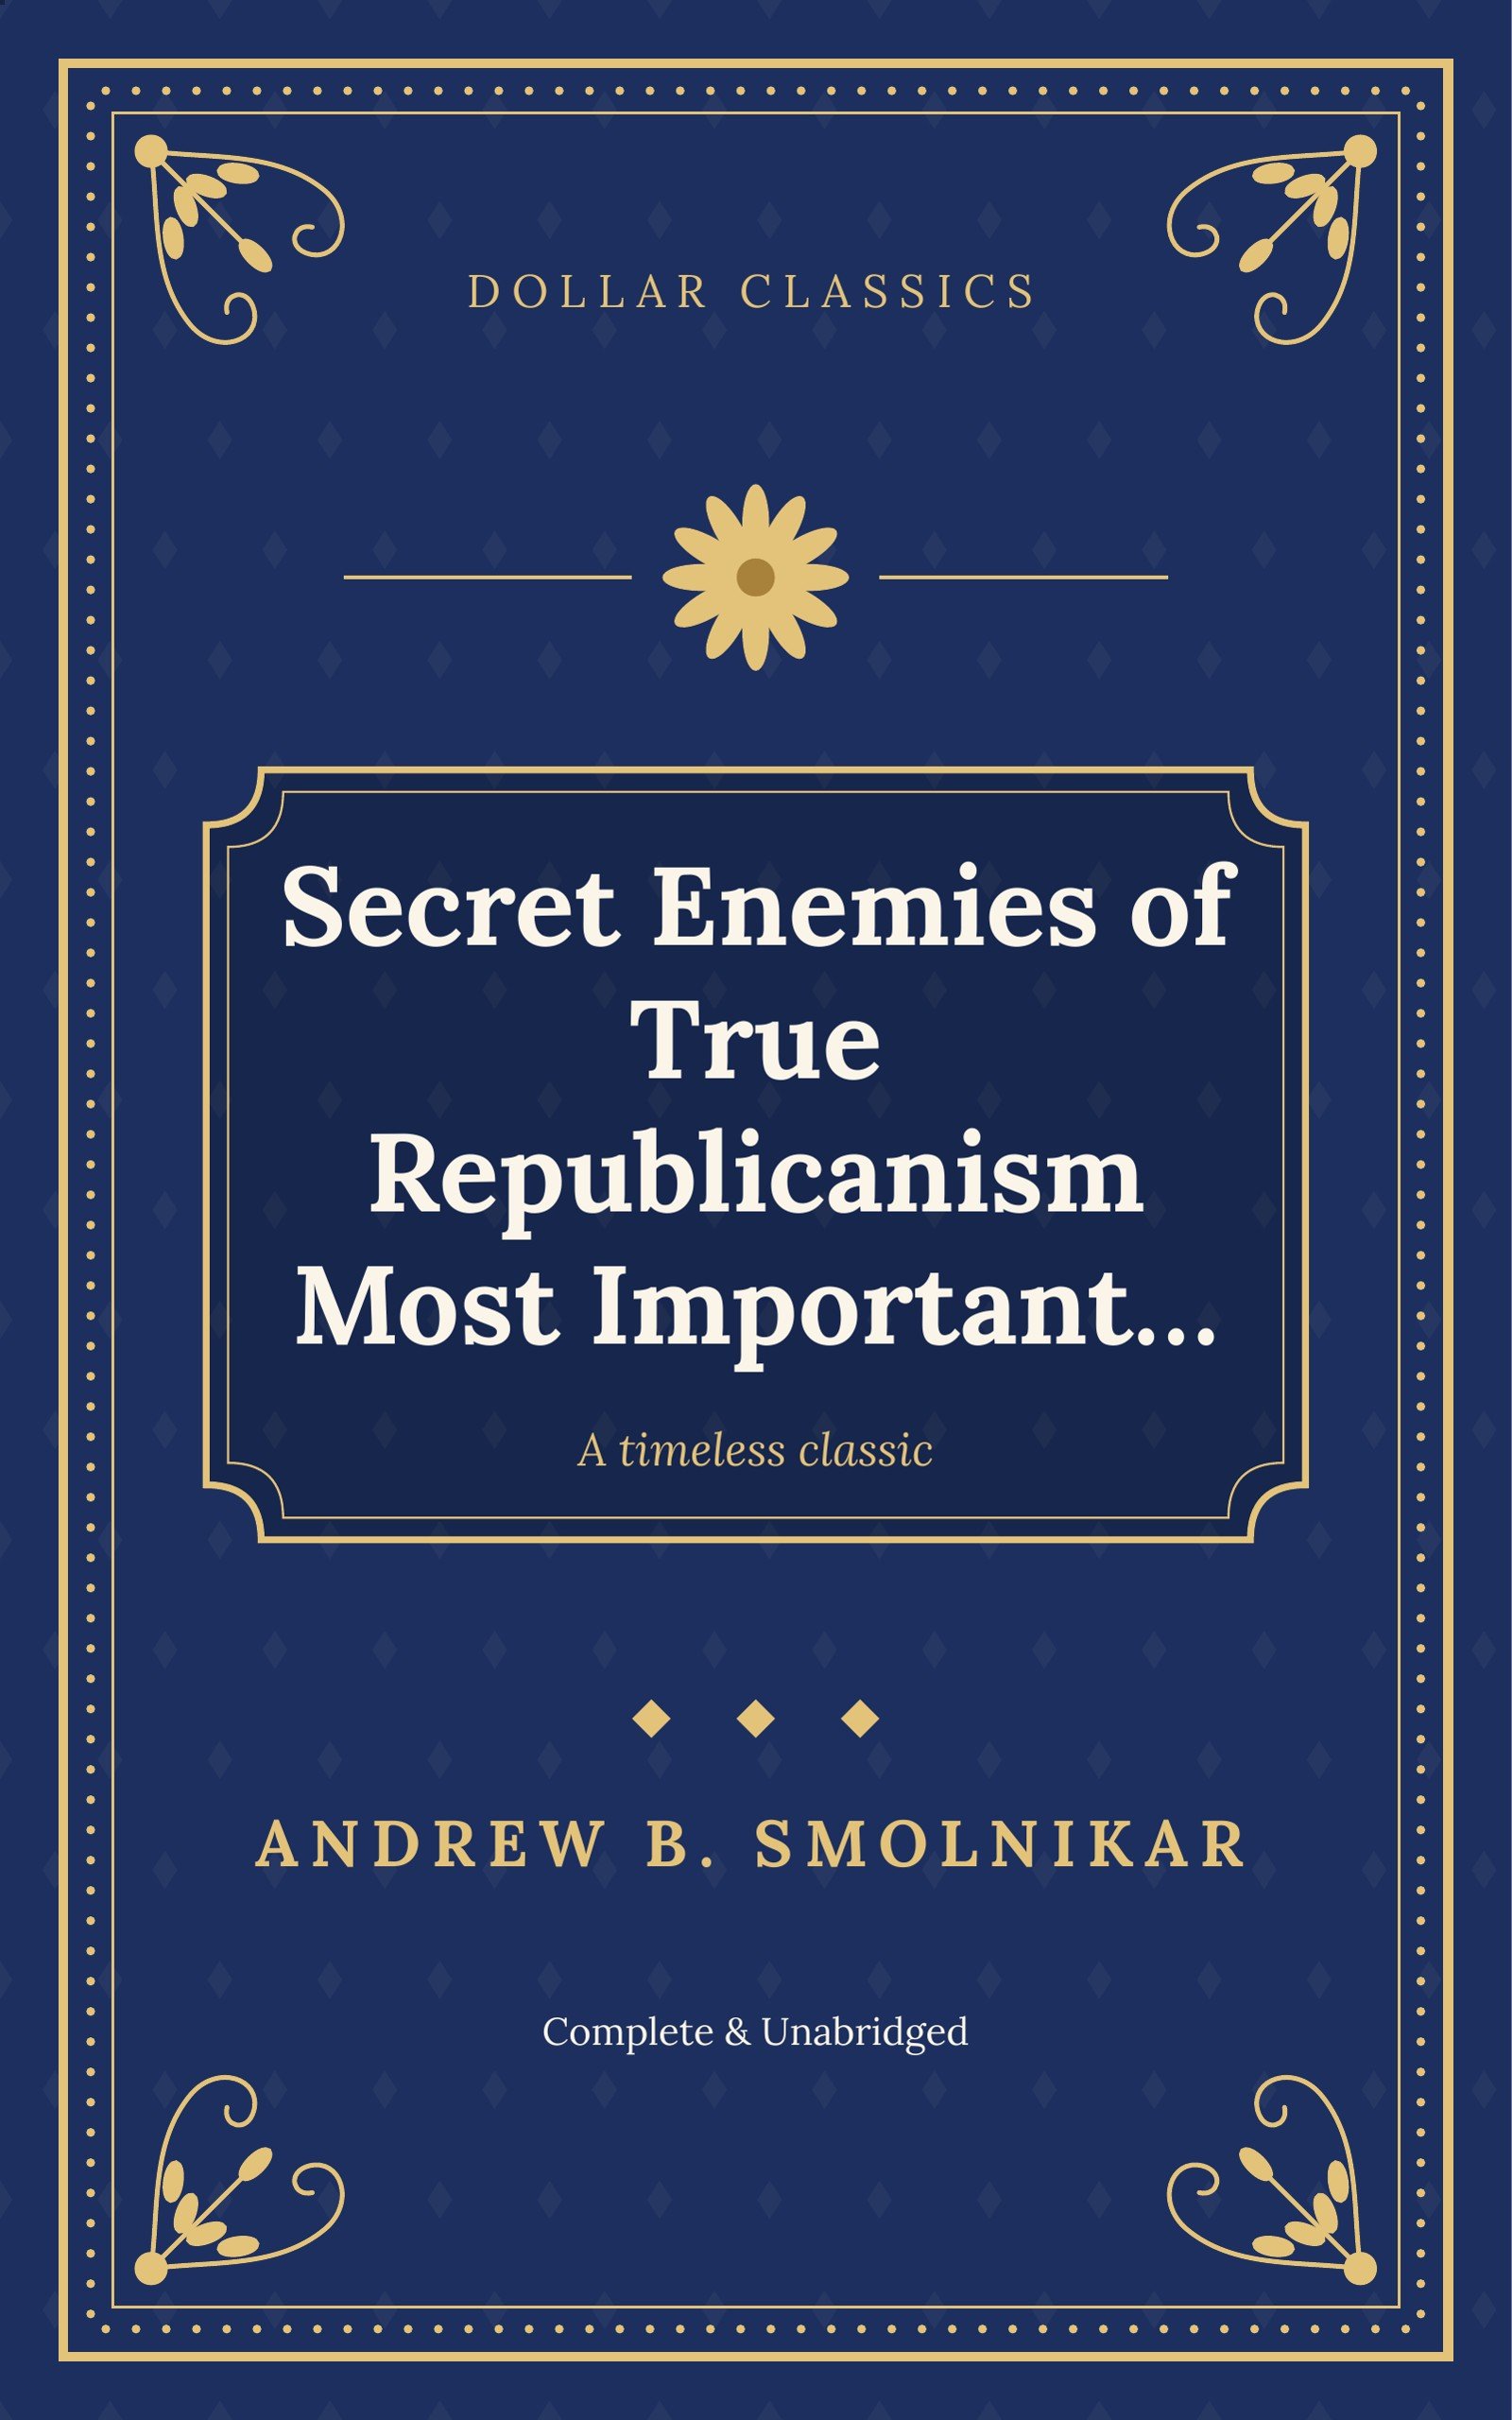 DOLLAR CLASSICS
Secret Enemies of
True
Republicanism
Most Important...
A timeless classic
ANDREW B. SMOLNIKAR
Complete & Unabridged